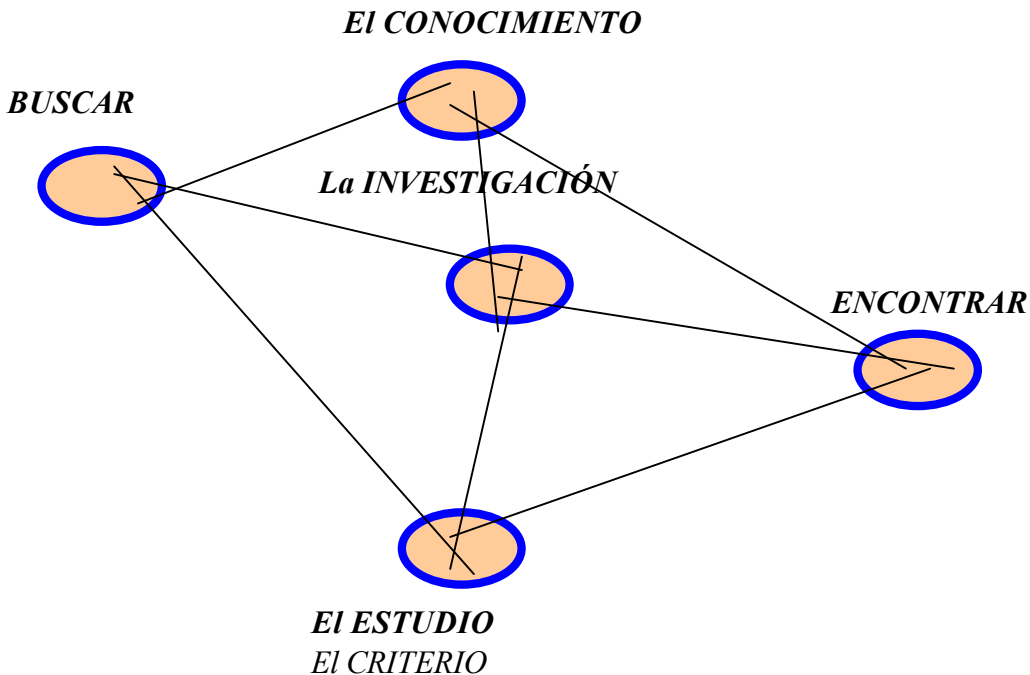 El CONOCIMIENTO
BUSCAR
La INVESTIGACIÓN
ENCONTRAR
El ESTUDIO
El CRITERIO